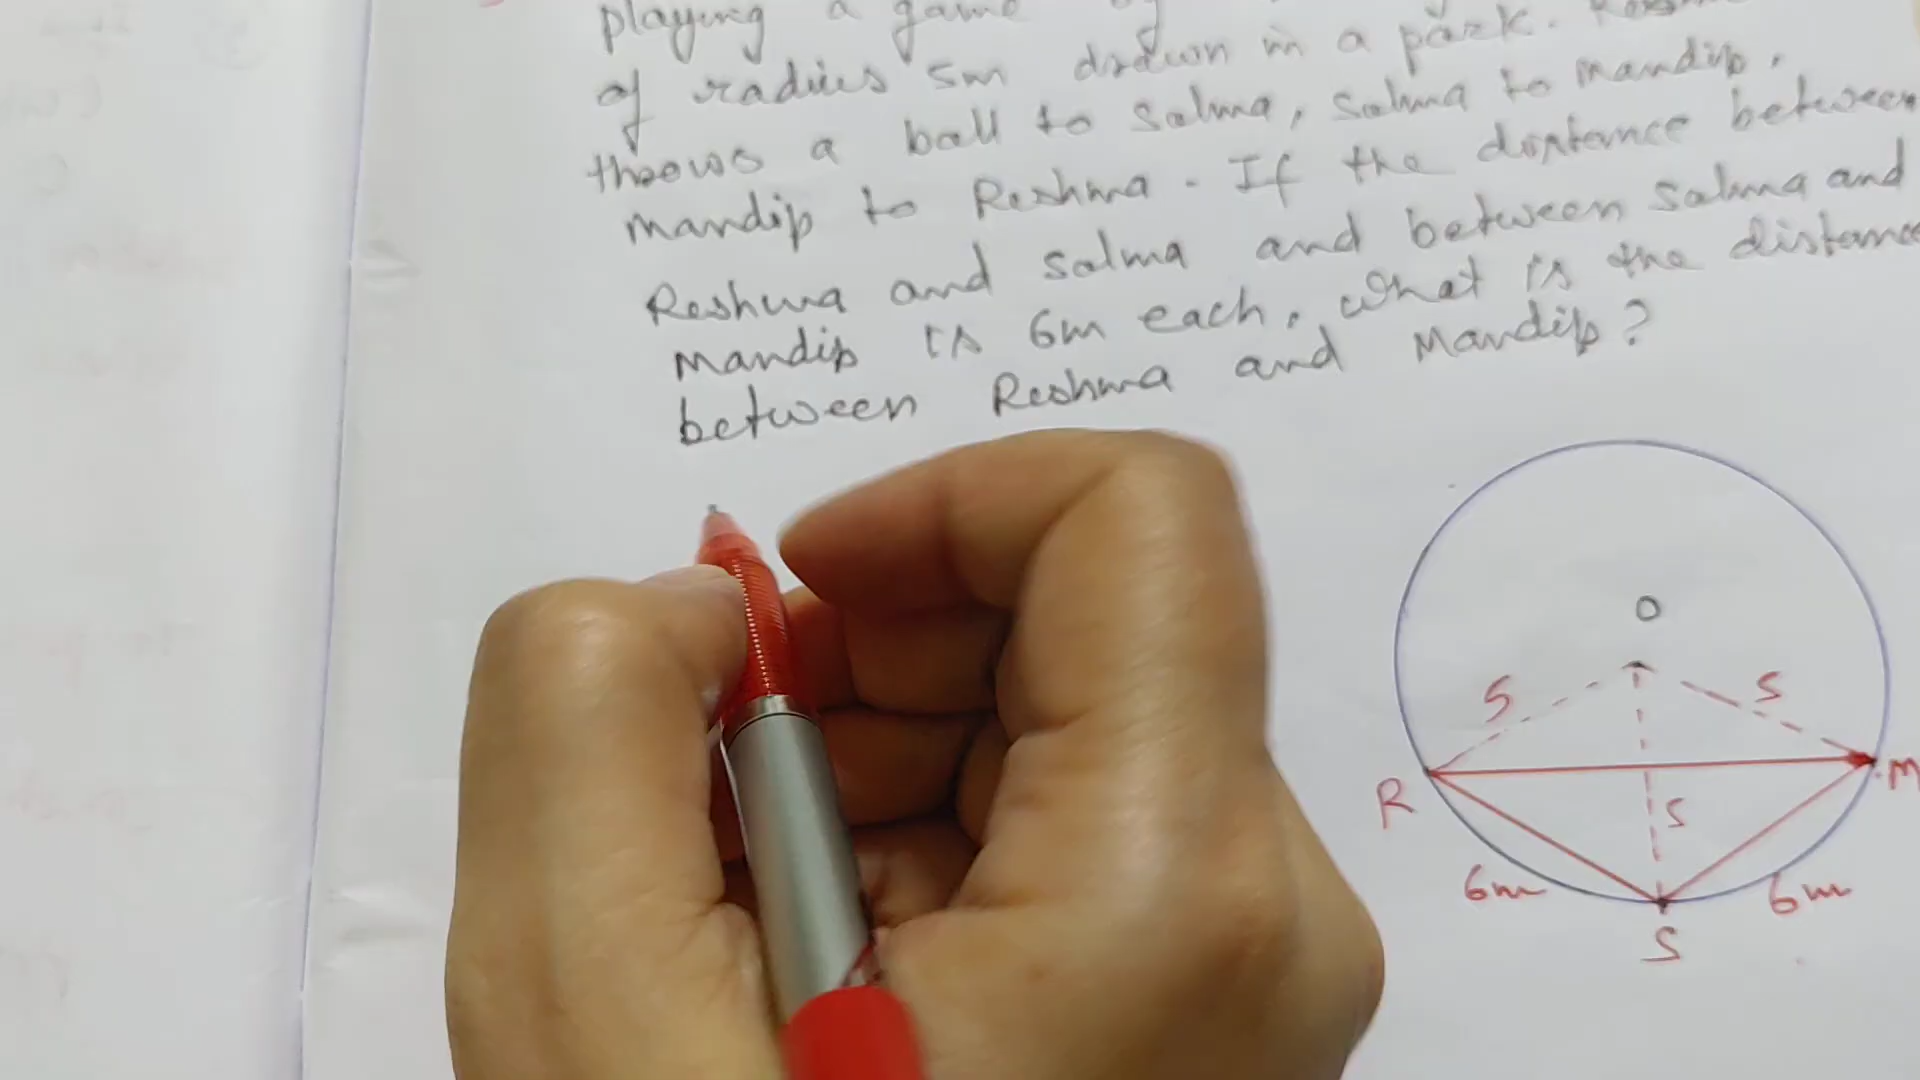 playing a game
of radius 5m drawn in a park.
throws a ball to Salma, Salma to Mandip,
Mandip to Reshma. If the distance between
Reshma and Salma and between Salma and
Mandip is 6m each, what is the distance
between Reshma and Mandip?
O
5 5
R M
5
6m 6m
S